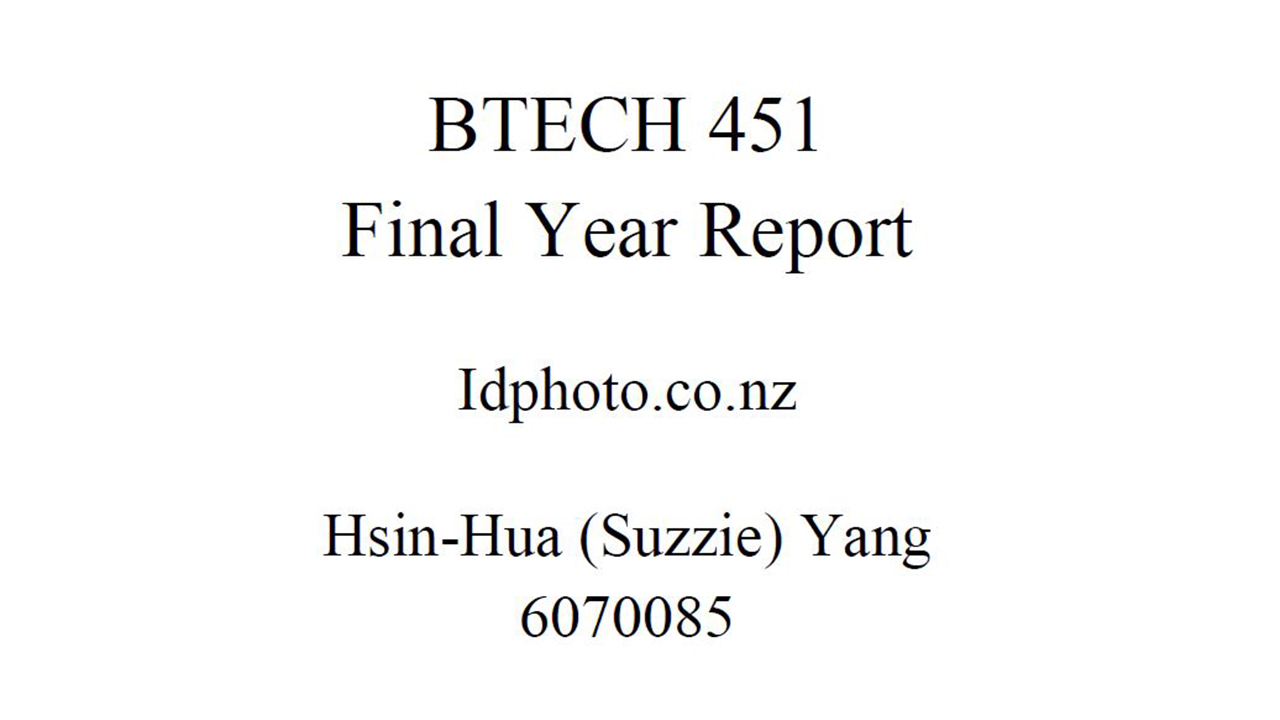 BTECH 451
Final Year Report
Idphoto.co.nz
Hsin-Hua (Suzzie) Yang
6070085